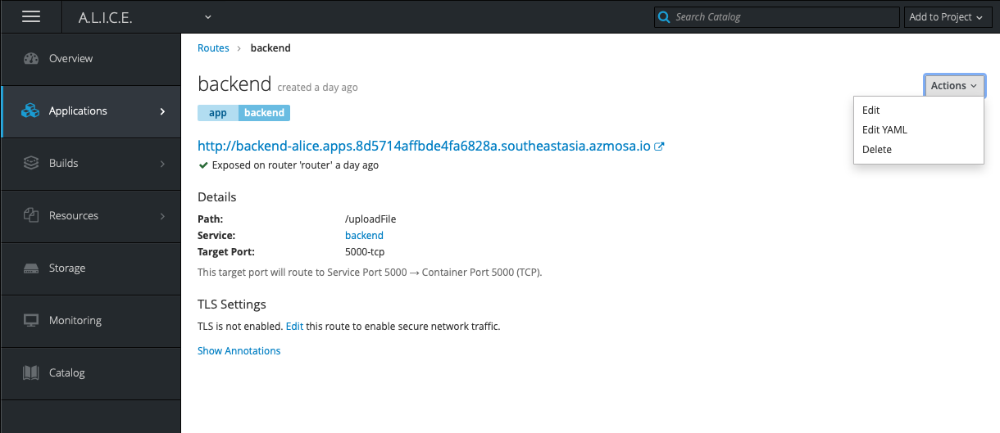 A.L.I.C.E.
Search Catalog
Add to Project
Overview
Applications
Builds
Resources
Storage
Monitoring
Catalog
Routes > backend
backend created a day ago
Actions
Edit
Edit YAML
Delete
app backend
http://backend-alice.apps.8d5714affbde4fa6828a.southeastasia.azmosa.io
Exposed on router 'router' a day ago
Details
Path: /uploadFile
Service: backend
Target Port: 5000-tcp
This target port will route to Service Port 5000 → Container Port 5000 (TCP).
TLS Settings
TLS is not enabled. Edit this route to enable secure network traffic.
Show Annotations